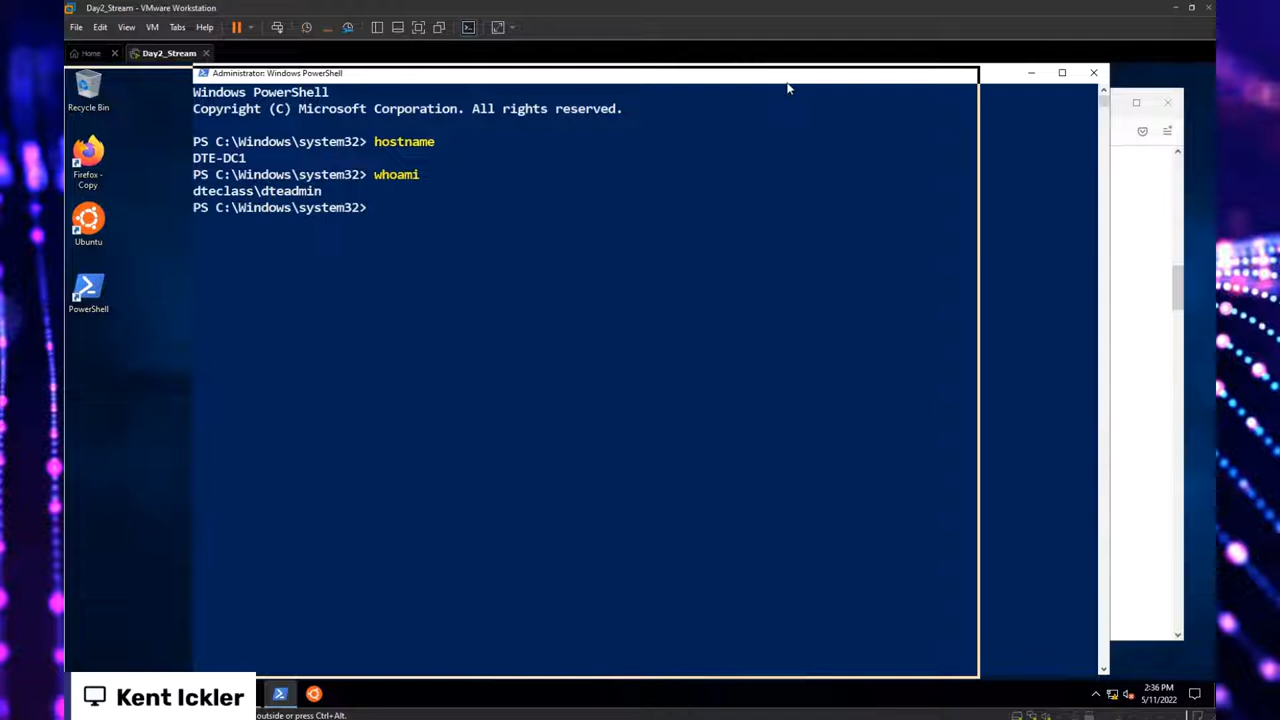 Day2_Stream - VMware Workstation
File Edit View VM Tabs Help
Home Day2_Stream
Administrator: Windows PowerShell
Windows PowerShell
Copyright (C) Microsoft Corporation. All rights reserved.
PS C:\Windows\system32> hostname
DTE-DC1
PS C:\Windows\system32> whoami
dteclass\dteadmin
PS C:\Windows\system32>
Recycle Bin
Firefox -
Copy
Ubuntu
PowerShell
Kent Ickler
2:36 PM
5/11/2022
outside or press Ctrl+Alt.